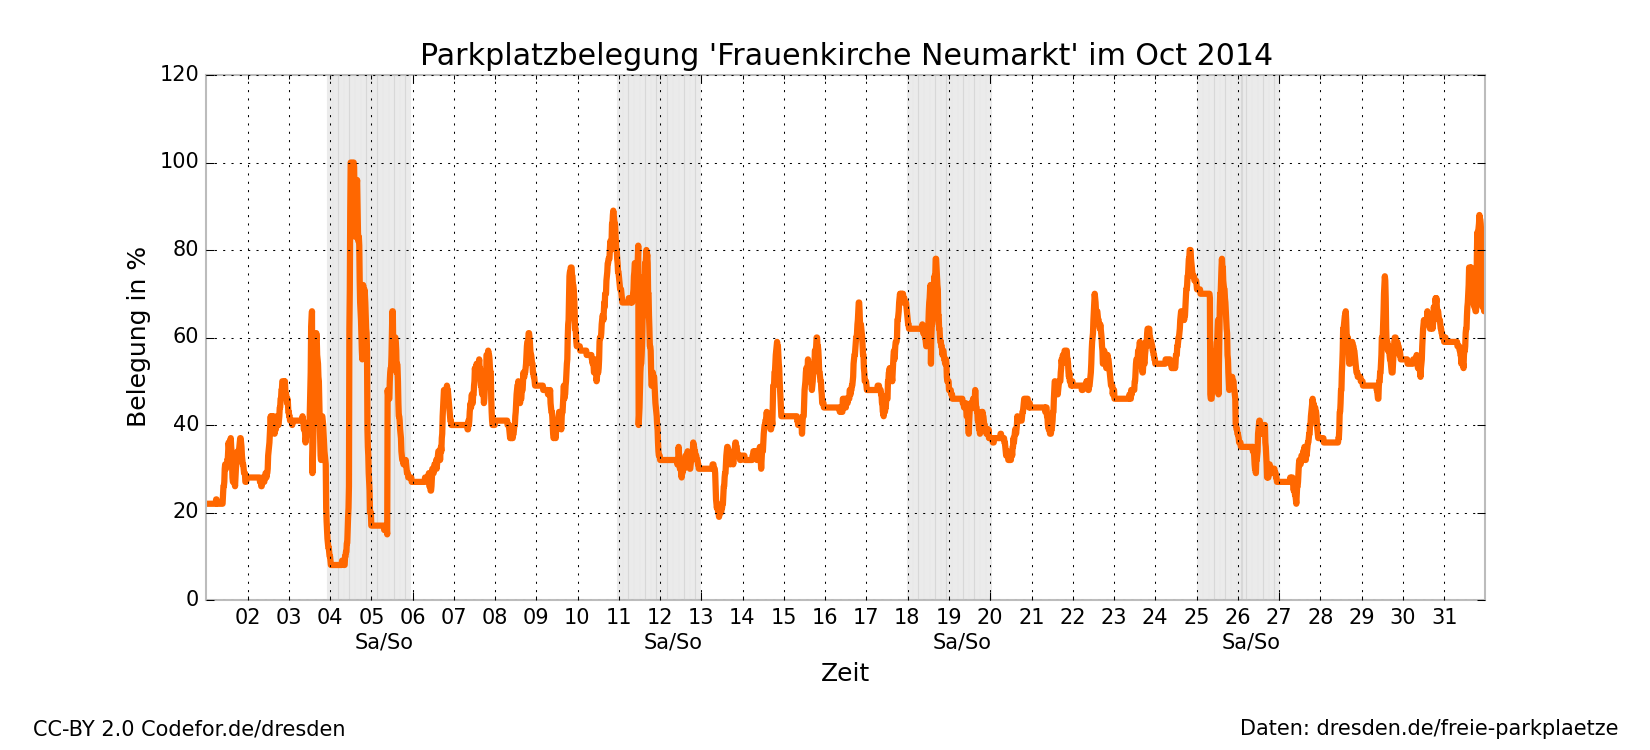 Parkplatzbelegung 'Frauenkirche Neumarkt' im Oct 2014
120
100
80
60
40
20
0
Belegung in %
02 03 04 05 06 07 08 09 10 11 12 13 14 15 16 17 18 19 20 21 22 23 24 25 26 27 28 29 30 31
Sa/So Sa/So Sa/So Sa/So
Zeit
CC-BY 2.0 Codefor.de/dresden
Daten: dresden.de/freie-parkplaetze